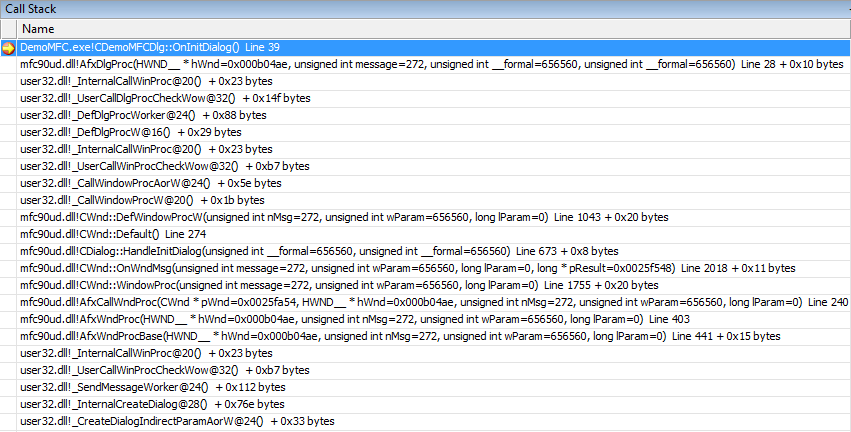 Call Stack
Name
DemoMFC.exe!CDemoMFCDlg::OnInitDialog() Line 39
mfc90ud.dll!AfxDlgProc(HWND__ * hWnd=0x000b04ae, unsigned int message=272, unsigned int __formal=656560, unsigned int __formal=656560) Line 28 + 0x10 bytes
user32.dll!_InternalCallWinProc@20() + 0x23 bytes
user32.dll!_UserCallDlgProcCheckWow@32() + 0x14f bytes
user32.dll!_DefDlgProcWorker@24() + 0x88 bytes
user32.dll!_DefDlgProcW@16() + 0x29 bytes
user32.dll!_InternalCallWinProc@20() + 0x23 bytes
user32.dll!_UserCallWinProcCheckWow@32() + 0xb7 bytes
user32.dll!_CallWindowProcAorW@24() + 0x5e bytes
user32.dll!_CallWindowProcW@20() + 0x1b bytes
mfc90ud.dll!CWnd::DefWindowProcW(unsigned int nMsg=272, unsigned int wParam=656560, long lParam=0) Line 1043 + 0x20 bytes
mfc90ud.dll!CWnd::Default() Line 274
mfc90ud.dll!CDialog::HandleInitDialog(unsigned int __formal=656560, unsigned int __formal=656560) Line 673 + 0x8 bytes
mfc90ud.dll!CWnd::OnWndMsg(unsigned int message=272, unsigned int wParam=656560, long lParam=0, long * pResult=0x0025f548) Line 2018 + 0x11 bytes
mfc90ud.dll!CWnd::WindowProc(unsigned int message=272, unsigned int wParam=656560, long lParam=0) Line 1755 + 0x20 bytes
mfc90ud.dll!AfxCallWndProc(CWnd * pWnd=0x0025fa54, HWND__ * hWnd=0x000b04ae, unsigned int nMsg=272, unsigned int wParam=656560, long lParam=0) Line 240
mfc90ud.dll!AfxWndProc(HWND__ * hWnd=0x000b04ae, unsigned int nMsg=272, unsigned int wParam=656560, long lParam=0) Line 403
mfc90ud.dll!AfxWndProcBase(HWND__ * hWnd=0x000b04ae, unsigned int nMsg=272, unsigned int wParam=656560, long lParam=0) Line 441 + 0x15 bytes
user32.dll!_InternalCallWinProc@20() + 0x23 bytes
user32.dll!_UserCallWinProcCheckWow@32() + 0xb7 bytes
user32.dll!_SendMessageWorker@24() + 0x112 bytes
user32.dll!_InternalCreateDialog@28() + 0x76e bytes
user32.dll!_CreateDialogIndirectParamAorW@24() + 0x33 bytes